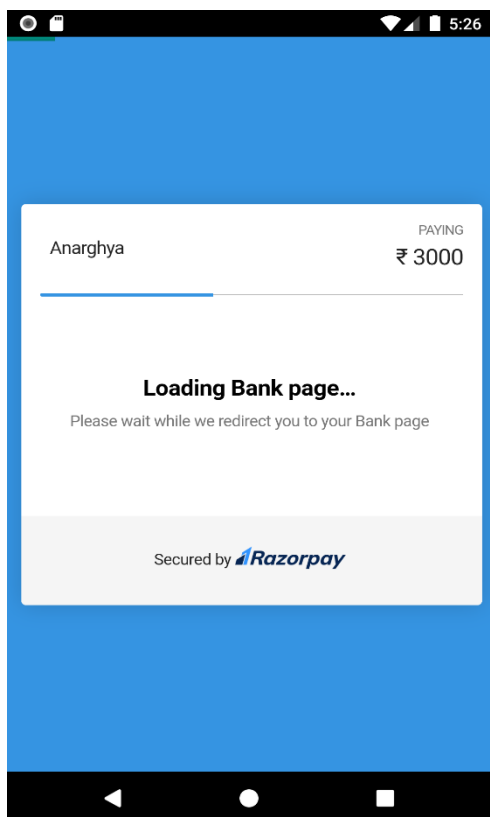 5:26
PAYING
Anarghya
₹ 3000
Loading Bank page...
Please wait while we redirect you to your Bank page
Secured by Razorpay